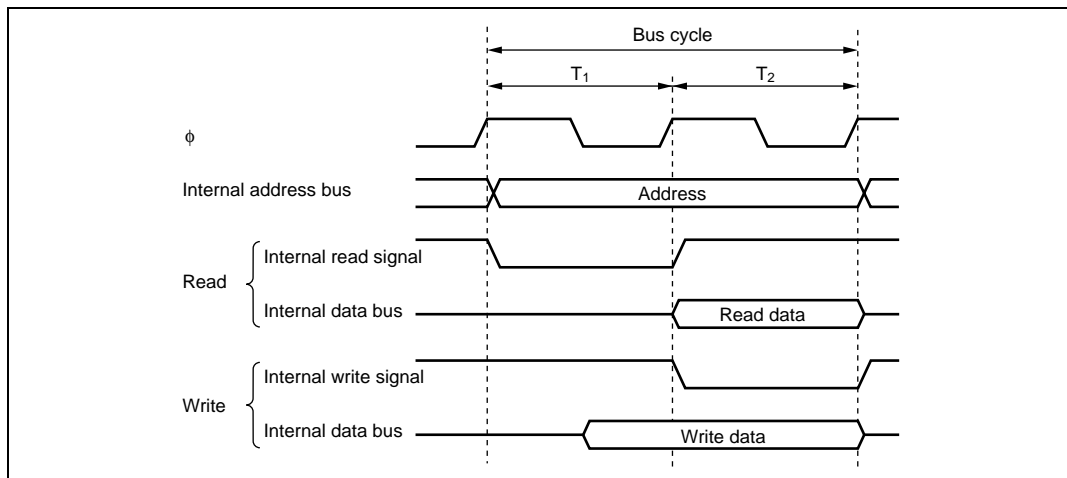 Bus cycle
T₁ T₂
ϕ
Internal address bus Address
Read Internal read signal
Internal data bus Read data
Write Internal write signal
Internal data bus Write data